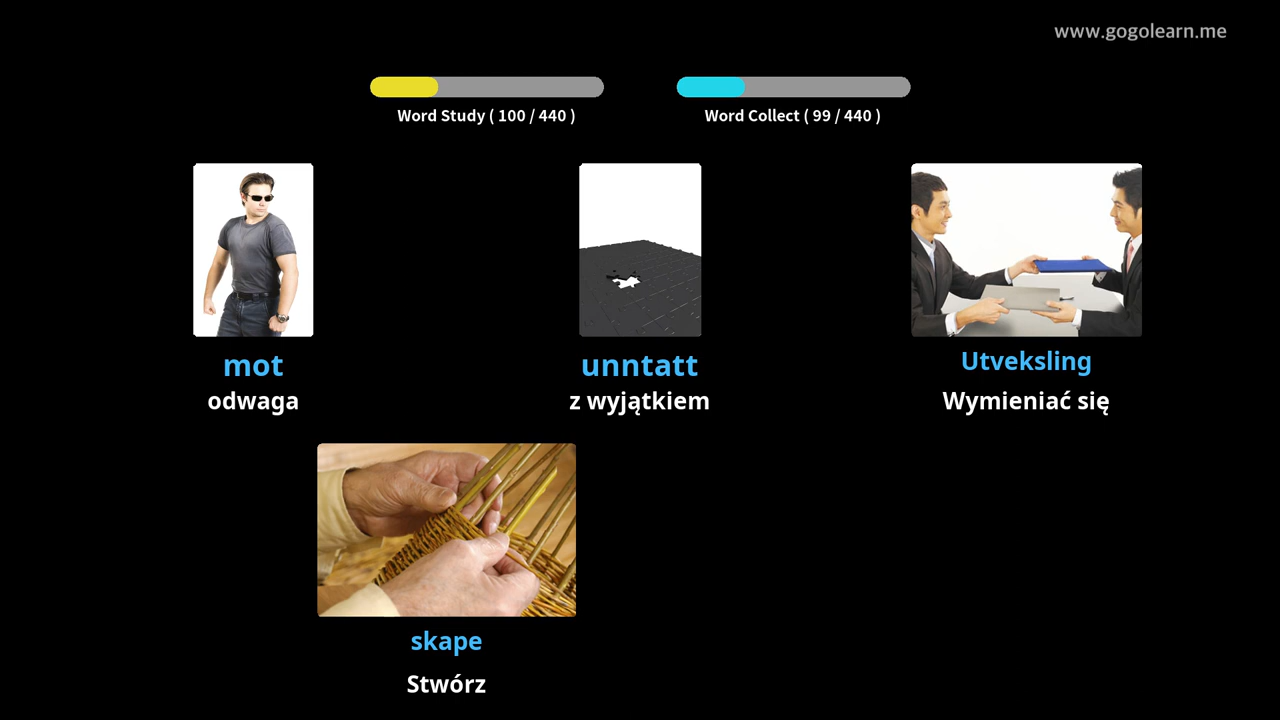 www.gogolearn.me
Word Study ( 100 / 440 )
Word Collect ( 99 / 440 )
mot
odwaga
unntatt
z wyjątkiem
Utveksling
Wymieniać się
skape
Stwórz